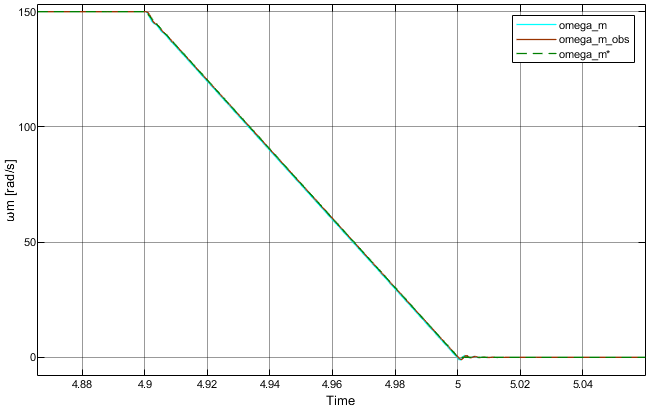 150
100
50
0
ωm [rad/s]
omega_m
omega_m_obs
omega_m*
4.88 4.9 4.92 4.94 4.96 4.98 5 5.02 5.04
Time